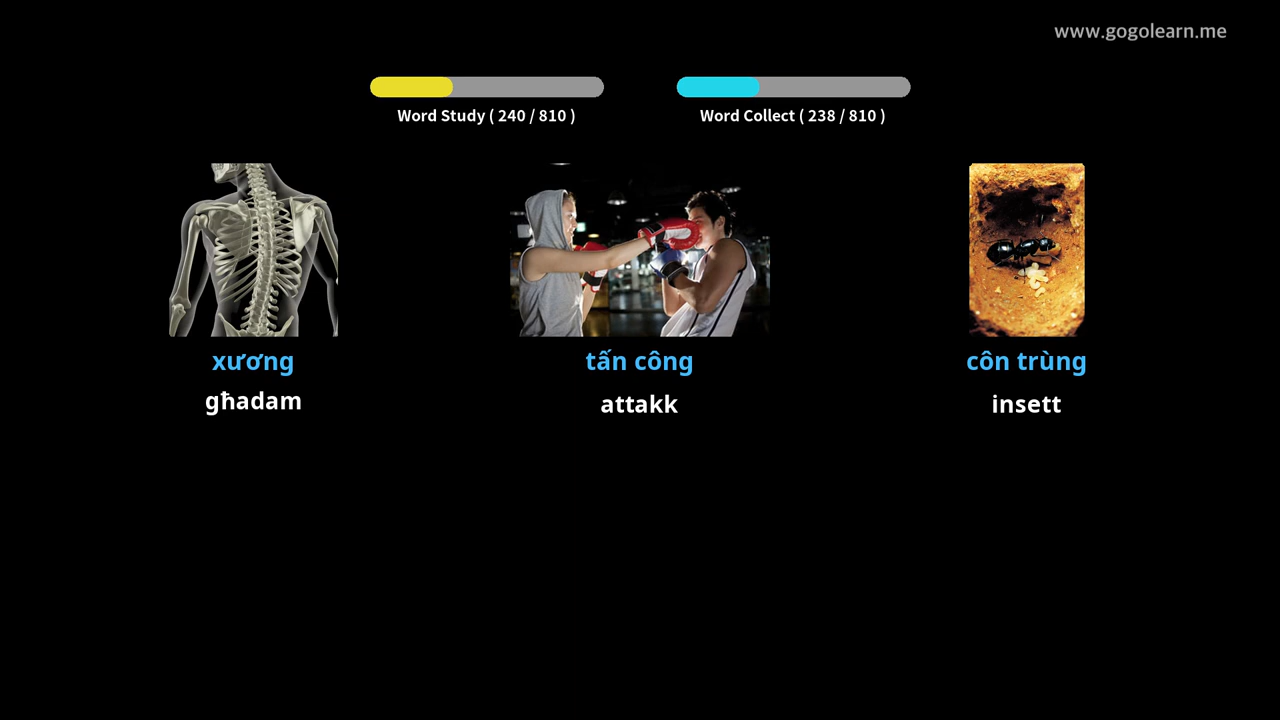 www.gogolearn.me
Word Study ( 240 / 810 )
Word Collect ( 238 / 810 )
xương
tấn công
côn trùng
għadam
attakk
insett